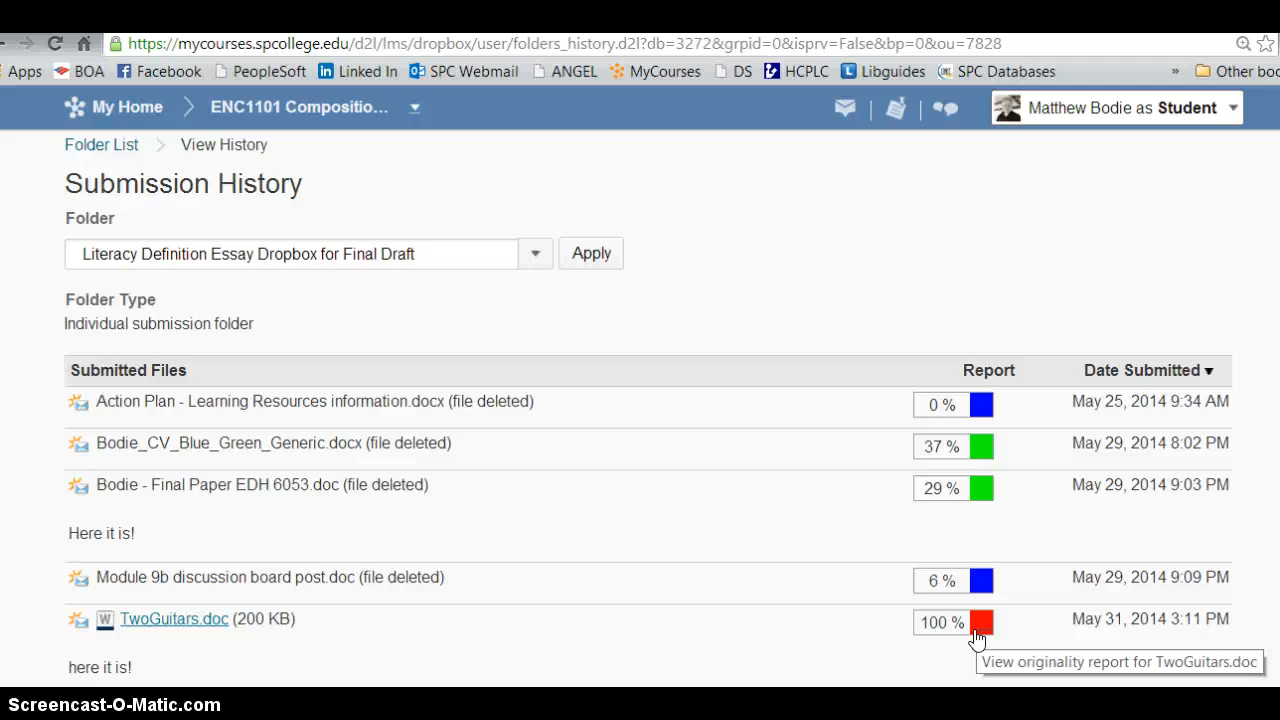 https://mycourses.spcollege.edu/d2l/lms/dropbox/user/folders_history.d2l?db=3272&grpid=0&isprv=False&bp=0&ou=7828
Apps BOA Facebook PeopleSoft Linked In SPC Webmail ANGEL MyCourses DS HCPLC Libguides SPC Databases » Other boo
My Home ENC1101 Compositio... Matthew Bodie as Student
Folder List View History
Submission History
Folder
Literacy Definition Essay Dropbox for Final Draft Apply
Folder Type
Individual submission folder
Submitted Files Report Date Submitted
Action Plan - Learning Resources information.docx (file deleted) 0 % May 25, 2014 9:34 AM
Bodie_CV_Blue_Green_Generic.docx (file deleted) 37 % May 29, 2014 8:02 PM
Bodie - Final Paper EDH 6053.doc (file deleted) 29 % May 29, 2014 9:03 PM
Here it is!
Module 9b discussion board post.doc (file deleted) 6 % May 29, 2014 9:09 PM
W TwoGuitars.doc (200 KB) 100 % May 31, 2014 3:11 PM
View originality report for TwoGuitars.doc
here it is!
Screencast-O-Matic.com